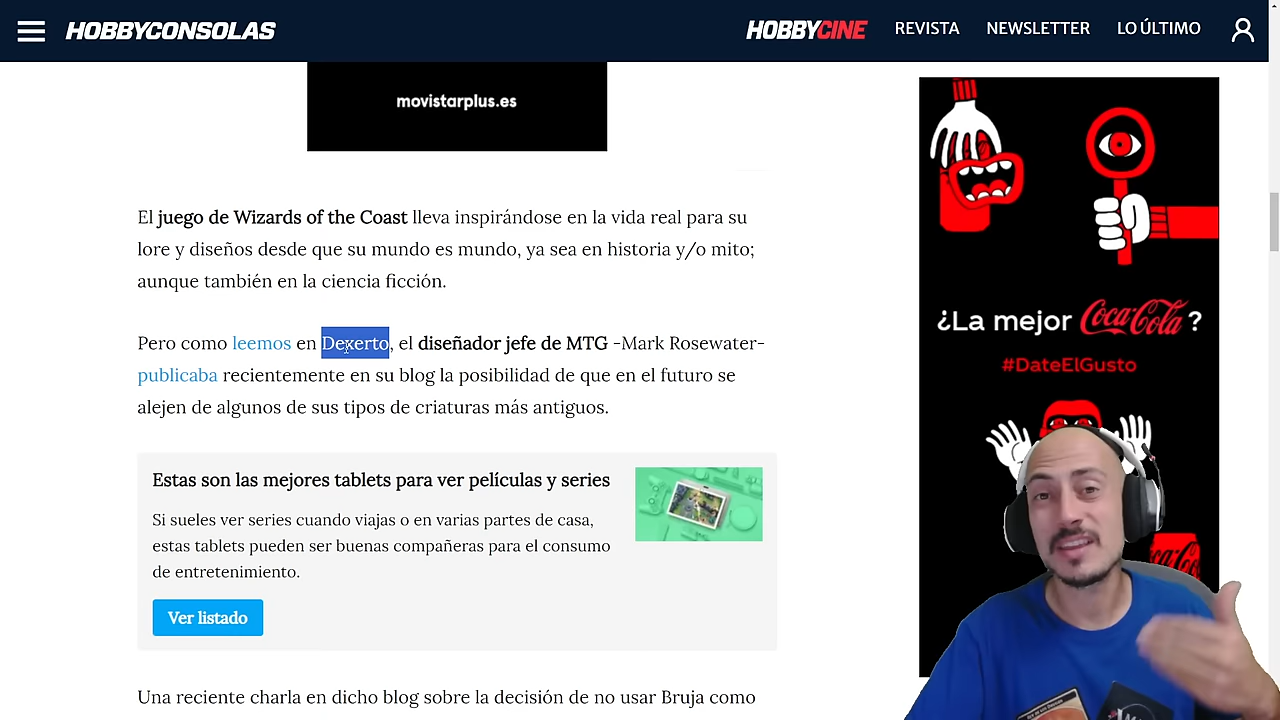 HOBBYCONSOLAS
HOBBYCINE
REVISTA
NEWSLETTER
LO ÚLTIMO
movistarplus.es
El juego de Wizards of the Coast lleva inspirándose en la vida real para su
lore y diseños desde que su mundo es mundo, ya sea en historia y/o mito;
aunque también en la ciencia ficción.
Pero como leemos en Dexerto, el diseñador jefe de MTG -Mark Rosewater-
publicaba recientemente en su blog la posibilidad de que en el futuro se
alejen de algunos de sus tipos de criaturas más antiguos.
Estas son las mejores tablets para ver películas y series
Si sueles ver series cuando viajas o en varias partes de casa,
estas tablets pueden ser buenas compañeras para el consumo
de entretenimiento.
Ver listado
Una reciente charla en dicho blog sobre la decisión de no usar Bruja como
¿La mejor Coca-Cola ?
#DateElGusto